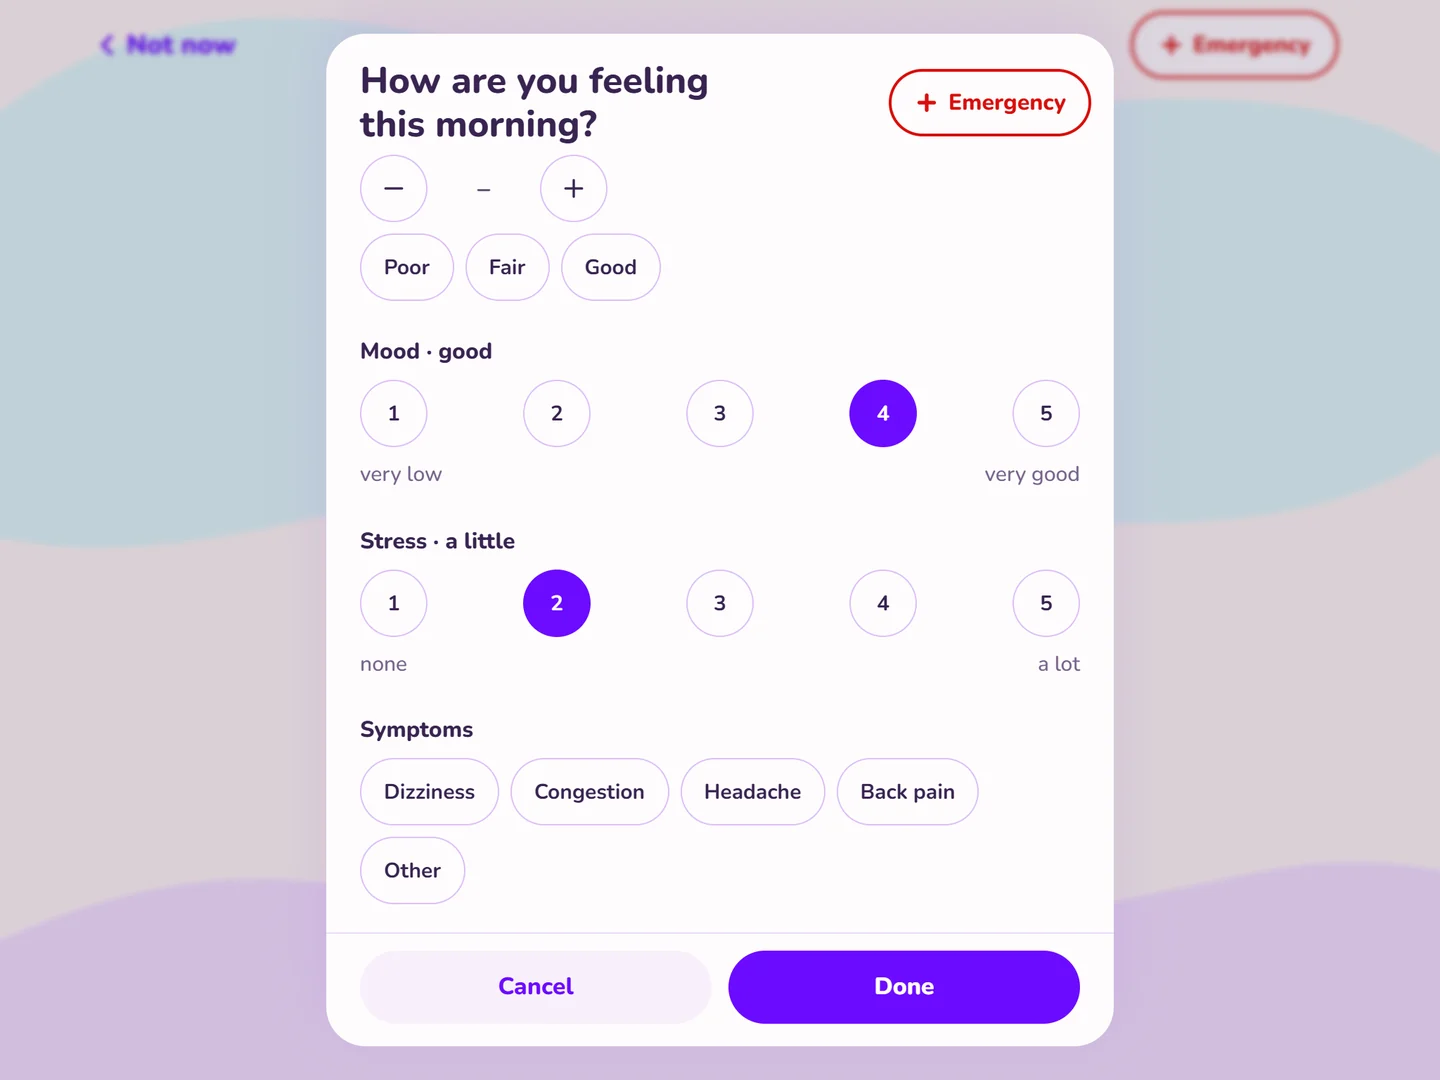 Not now
Emergency
How are you feeling
this morning?
Emergency
− – +
Poor Fair Good
Mood · good
1 2 3 4 5
very low very good
Stress · a little
1 2 3 4 5
none a lot
Symptoms
Dizziness Congestion Headache Back pain
Other
Cancel Done